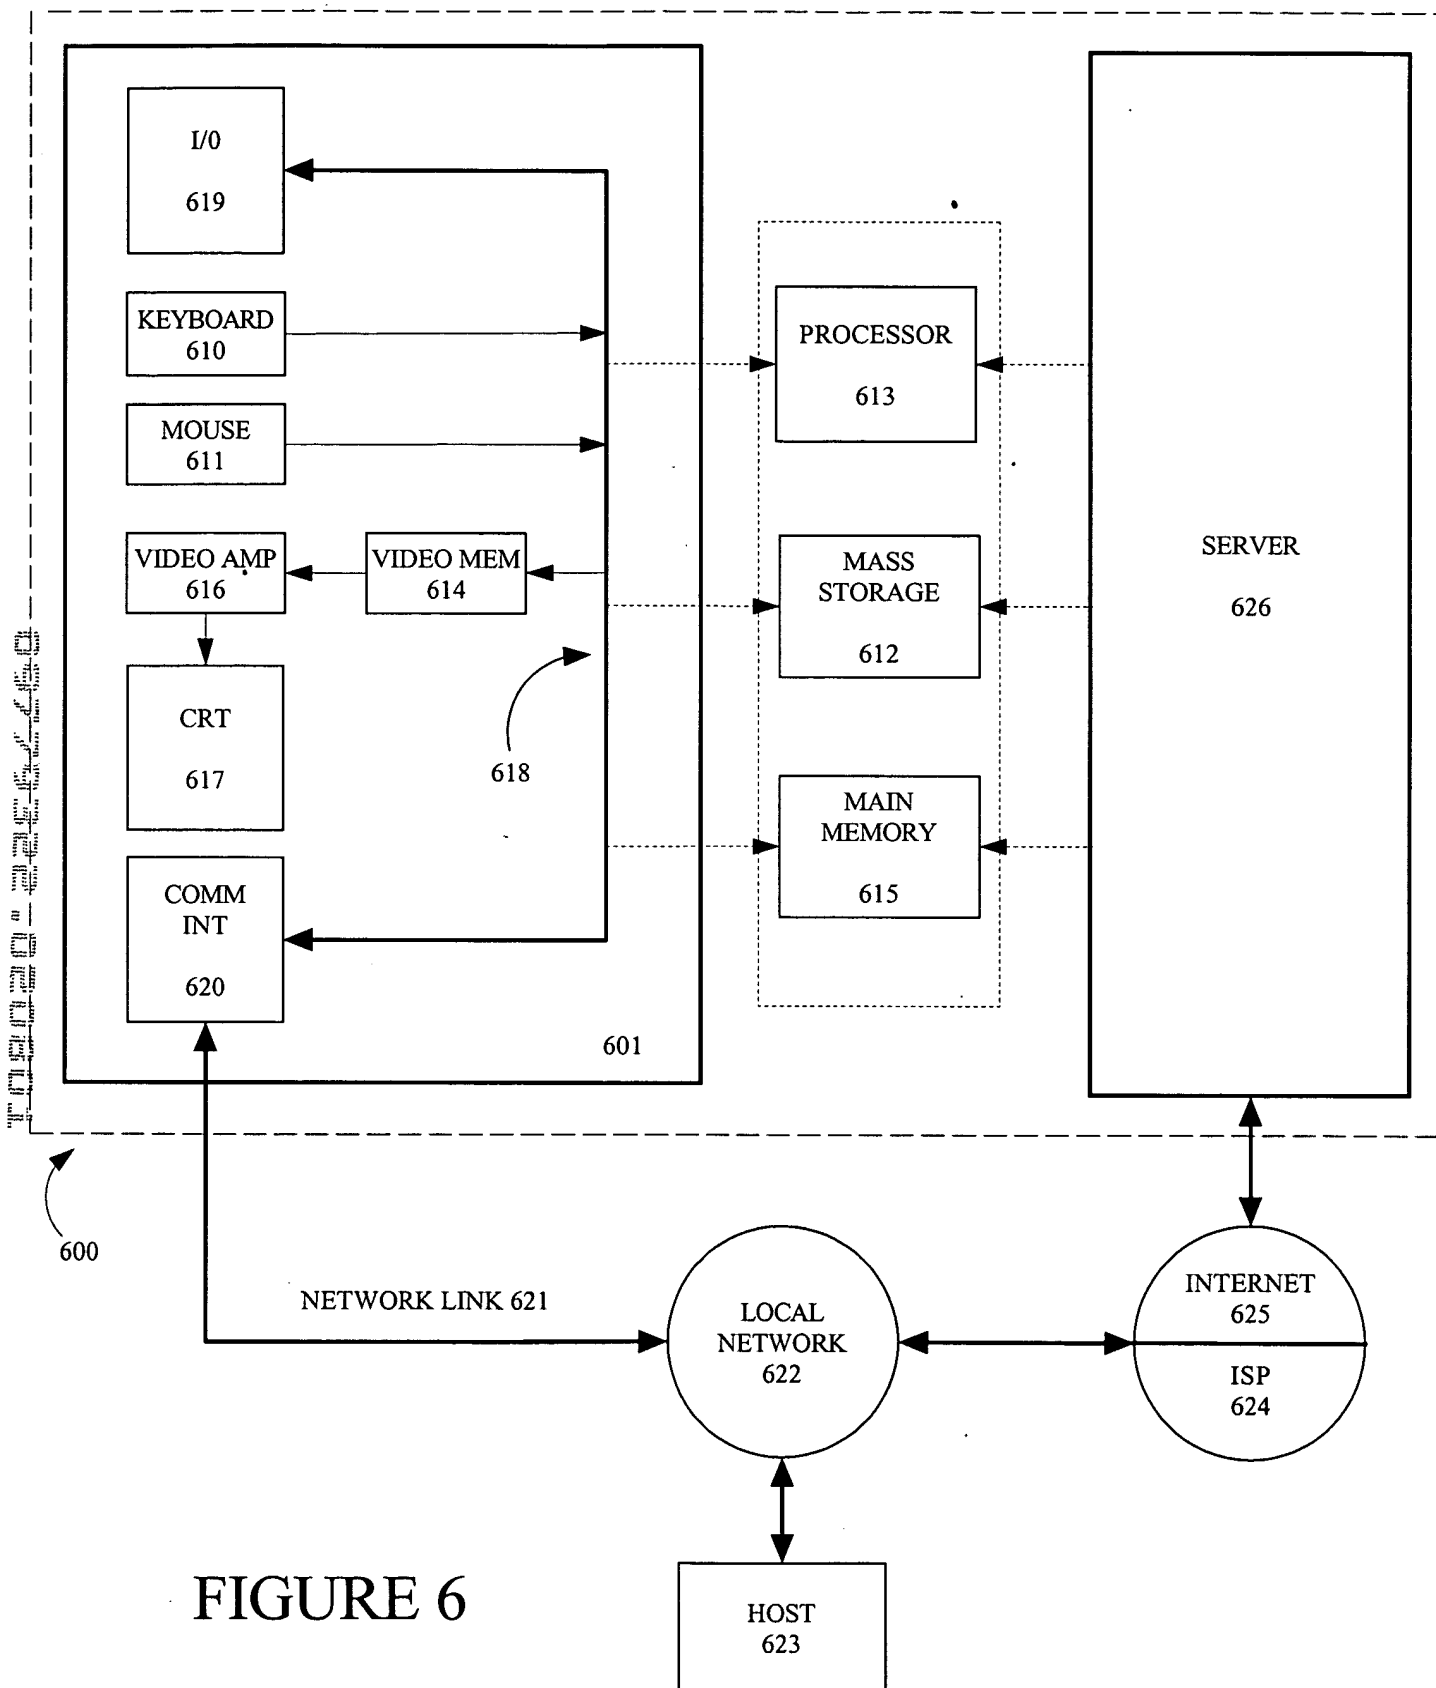 I/0
619
KEYBOARD
610
MOUSE
611
VIDEO AMP
616
VIDEO MEM
614
CRT
617
618
COMM
INT
620
601
PROCESSOR
613
MASS
STORAGE
612
MAIN
MEMORY
615
SERVER
626
600
NETWORK LINK 621
LOCAL
NETWORK
622
INTERNET
625
ISP
624
HOST
623
FIGURE 6